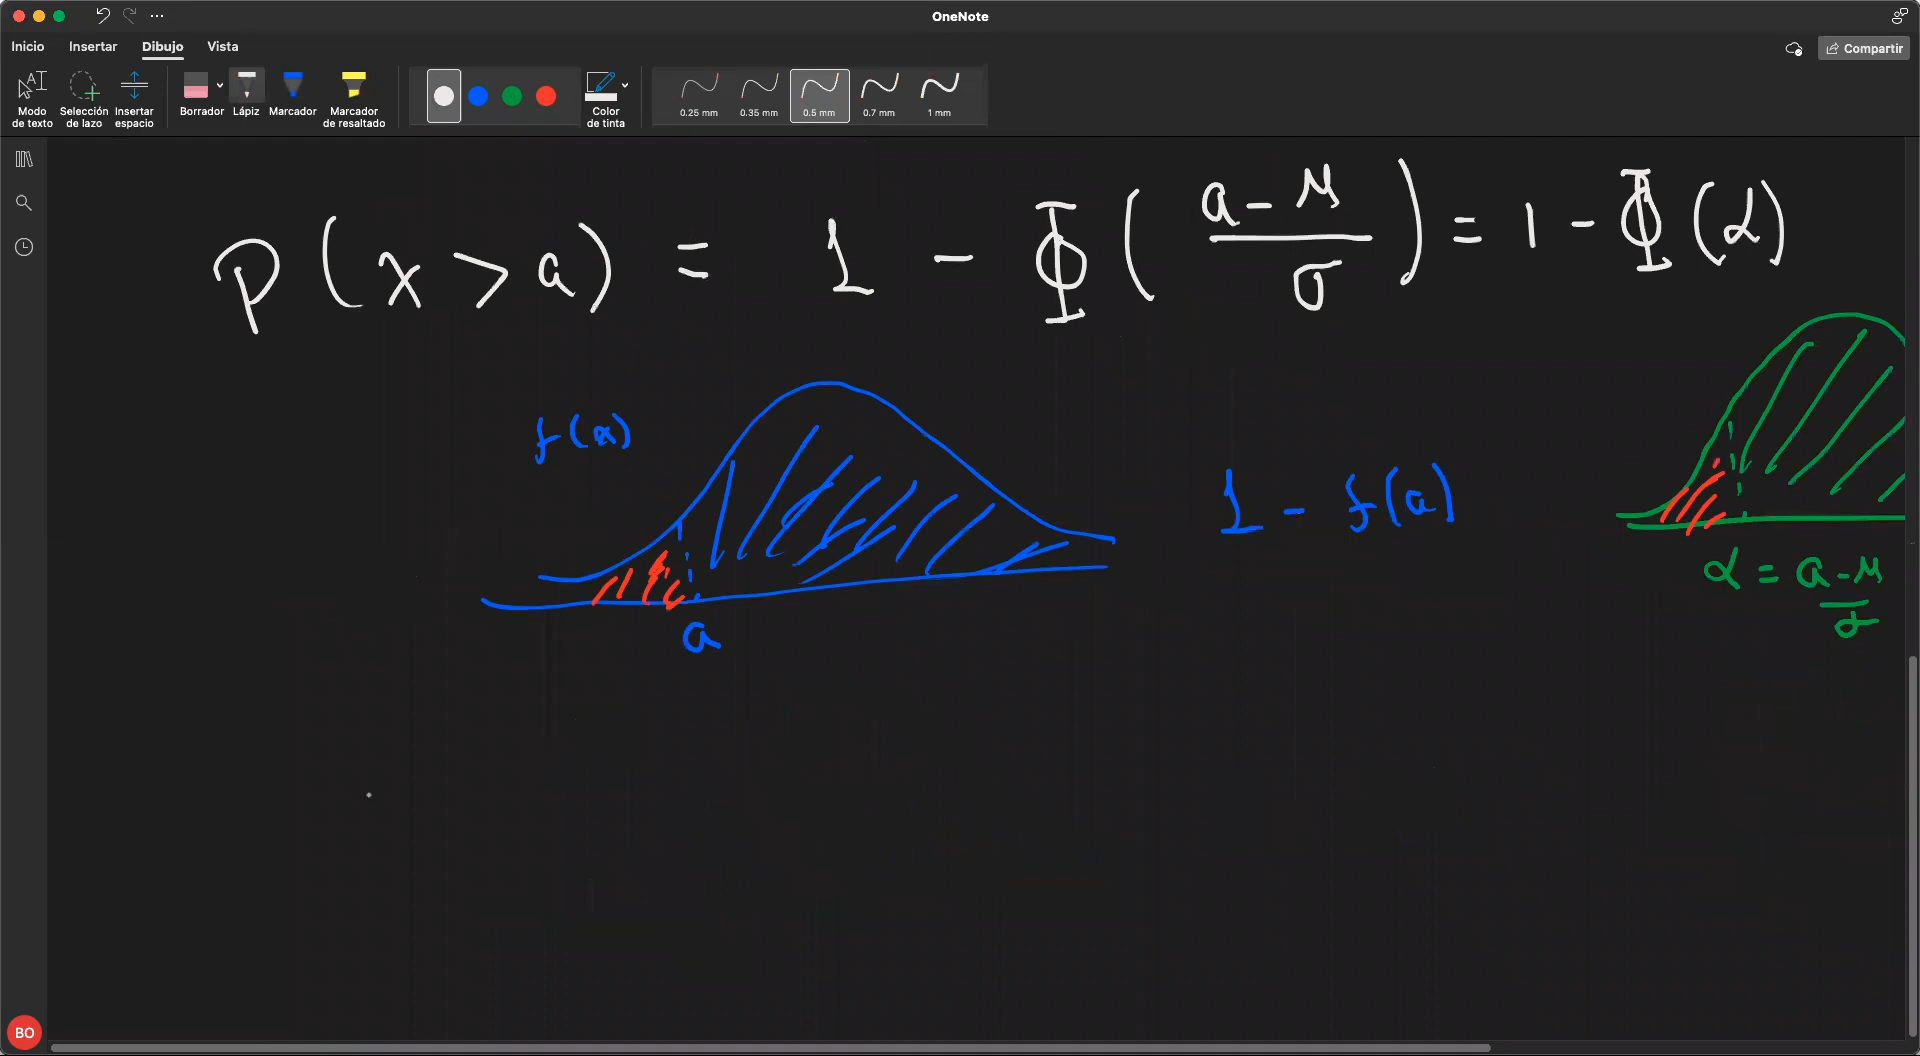 OneNote
Inicio Insertar Dibujo Vista
Compartir
Modo de texto
Selección de lazo
Insertar espacio
Borrador
Lápiz
Marcador
Marcador de resaltado
Color de tinta
0.25 mm
0.35 mm
0.5 mm
0.7 mm
1 mm
P(x > a) = 1 - Φ((a - μ)/σ) = 1 - Φ(α)
f(x)
1 - f(a)
a
α = (a - μ)/σ
BO